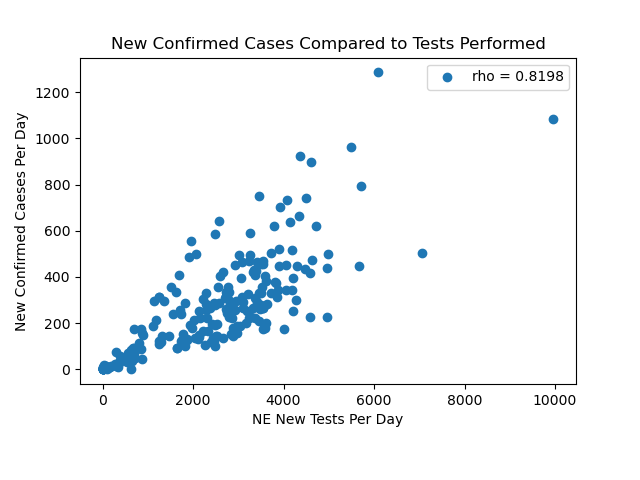 New Confirmed Cases Compared to Tests Performed
rho = 0.8198
1200
1000
800
600
400
200
0
New Confirmed Caeses Per Day
0 2000 4000 6000 8000 10000
NE New Tests Per Day